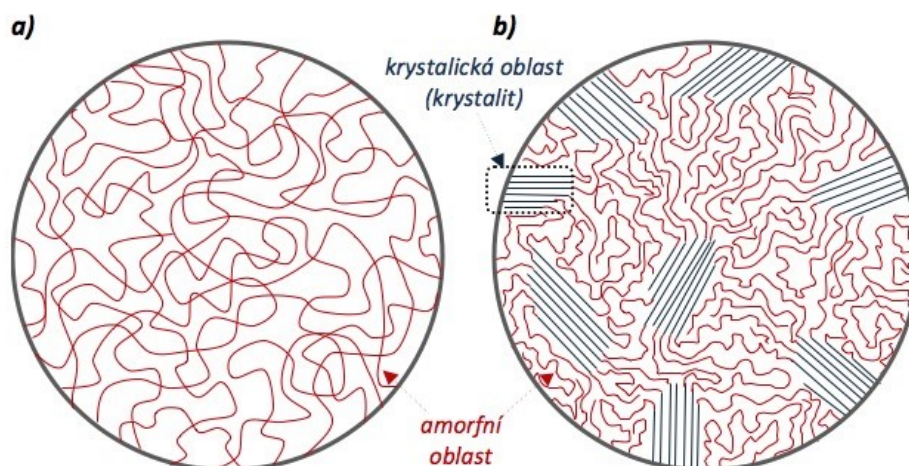 a)
b)
krystalická oblast
(krystalit)
amorfní
oblast